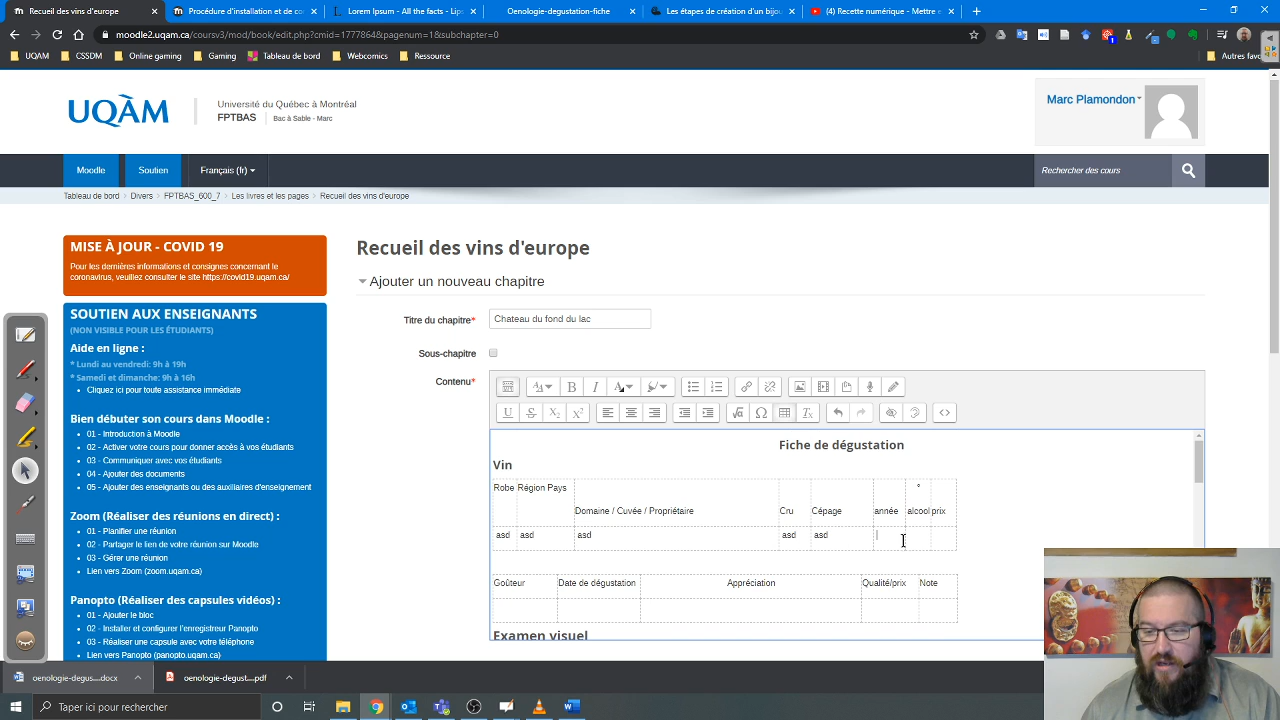 Recueil des vins d'europe
Procédure d'installation et de co
Lorem Ipsum - All the facts - Lips
Oenologie-degustation-fiche
Les étapes de création d'un bijou
(4) Recette numérique - Mettre e
moodle2.uqam.ca/coursv3/mod/book/edit.php?cmid=1777864&pagenum=1&subchapter=0
UQAM
CSSDM
Online gaming
Gaming
Tableau de bord
Webcomics
Ressource
Autres favo
UQÀM
Université du Québec à Montréal
FPTBAS
Bac à Sable - Marc
Marc Plamondon
Moodle
Soutien
Français (fr)
Rechercher des cours
Tableau de bord
Divers
FPTBAS_600_7
Les livres et les pages
Recueil des vins d'europe
MISE À JOUR - COVID 19
Pour les dernières informations et consignes concernant le
coronavirus, veuillez consulter le site https://covid19.uqam.ca/
SOUTIEN AUX ENSEIGNANTS
(NON VISIBLE POUR LES ÉTUDIANTS)
Aide en ligne :
* Lundi au vendredi: 9h à 19h
* Samedi et dimanche: 9h à 16h
Cliquez ici pour toute assistance immédiate
Bien débuter son cours dans Moodle :
01 - Introduction à Moodle
02 - Activer votre cours pour donner accès à vos étudiants
03 - Communiquer avec vos étudiants
04 - Ajouter des documents
05 - Ajouter des enseignants ou des auxiliaires d'enseignement
Zoom (Réaliser des réunions en direct) :
01 - Planifier une réunion
02 - Partager le lien de votre réunion sur Moodle
03 - Gérer une réunion
Lien vers Zoom (zoom.uqam.ca)
Panopto (Réaliser des capsules vidéos) :
01 - Ajouter le bloc
02 - Installer et configurer l'enregistreur Panopto
03 - Réaliser une capsule avec votre téléphone
Lien vers Panopto (panopto.uqam.ca)
Recueil des vins d'europe
Ajouter un nouveau chapitre
Titre du chapitre*
Chateau du fond du lac
Sous-chapitre
Contenu*
Fiche de dégustation
Vin
Robe Région Pays Domaine / Cuvée / Propriétaire Cru Cépage année ° alcool prix
asd asd asd asd asd
Goûteur Date de dégustation Appréciation Qualité/prix Note
Examen visuel
oenologie-degus....docx
oenologie-degust....pdf
Taper ici pour rechercher